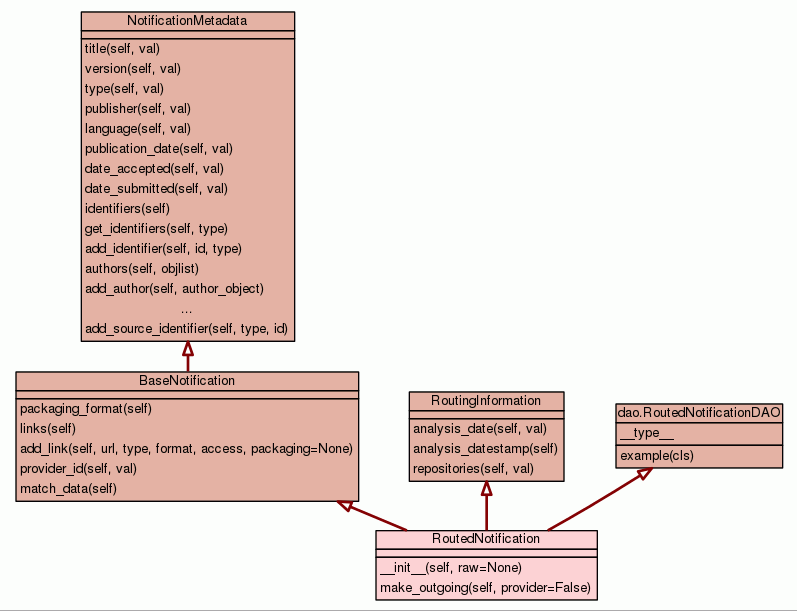 NotificationMetadata
title(self, val)
version(self, val)
type(self, val)
publisher(self, val)
language(self, val)
publication_date(self, val)
date_accepted(self, val)
date_submitted(self, val)
identifiers(self)
get_identifiers(self, type)
add_identifier(self, id, type)
authors(self, objlist)
add_author(self, author_object)
...
add_source_identifier(self, type, id)
BaseNotification
packaging_format(self)
links(self)
add_link(self, url, type, format, access, packaging=None)
provider_id(self, val)
match_data(self)
RoutingInformation
analysis_date(self, val)
analysis_datestamp(self)
repositories(self, val)
dao.RoutedNotificationDAO
__type__
example(cls)
RoutedNotification
__init__(self, raw=None)
make_outgoing(self, provider=False)